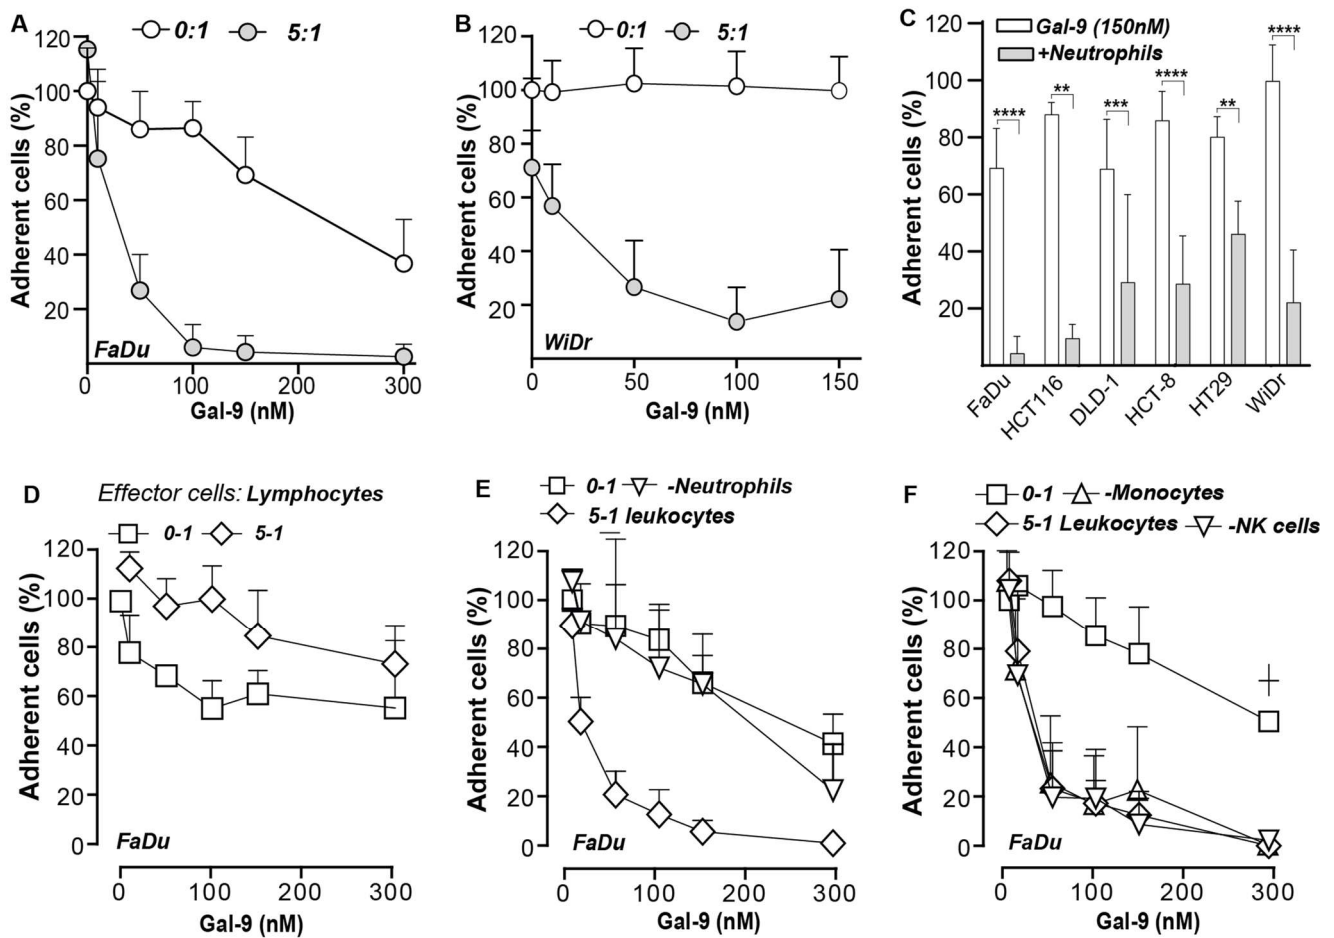 A
0:1 5:1
Adherent cells (%)
120
100
80
60
40
20
FaDu
0 100 200 300
Gal-9 (nM)
B
0:1 5:1
Adherent cells (%)
120
100
80
60
40
20
WiDr
0 50 100 150
Gal-9 (nM)
C
Gal-9 (150nM)
+Neutrophils
Adherent cells (%)
120
100
80
60
40
20
**** ** *** **** ** ****
FaDu HCT116 DLD-1 HCT-8 HT29 WiDr
D
Effector cells: Lymphocytes
0-1 5-1
Adherent cells (%)
120
100
80
60
40
20
0
FaDu
0 100 200 300
Gal-9 (nM)
E
0-1 -Neutrophils
5-1 leukocytes
Adherent cells (%)
120
100
80
60
40
20
0
FaDu
0 100 200 300
Gal-9 (nM)
F
0-1 -Monocytes
5-1 Leukocytes -NK cells
Adherent cells (%)
120
100
80
60
40
20
0
FaDu
0 100 200 300
Gal-9 (nM)